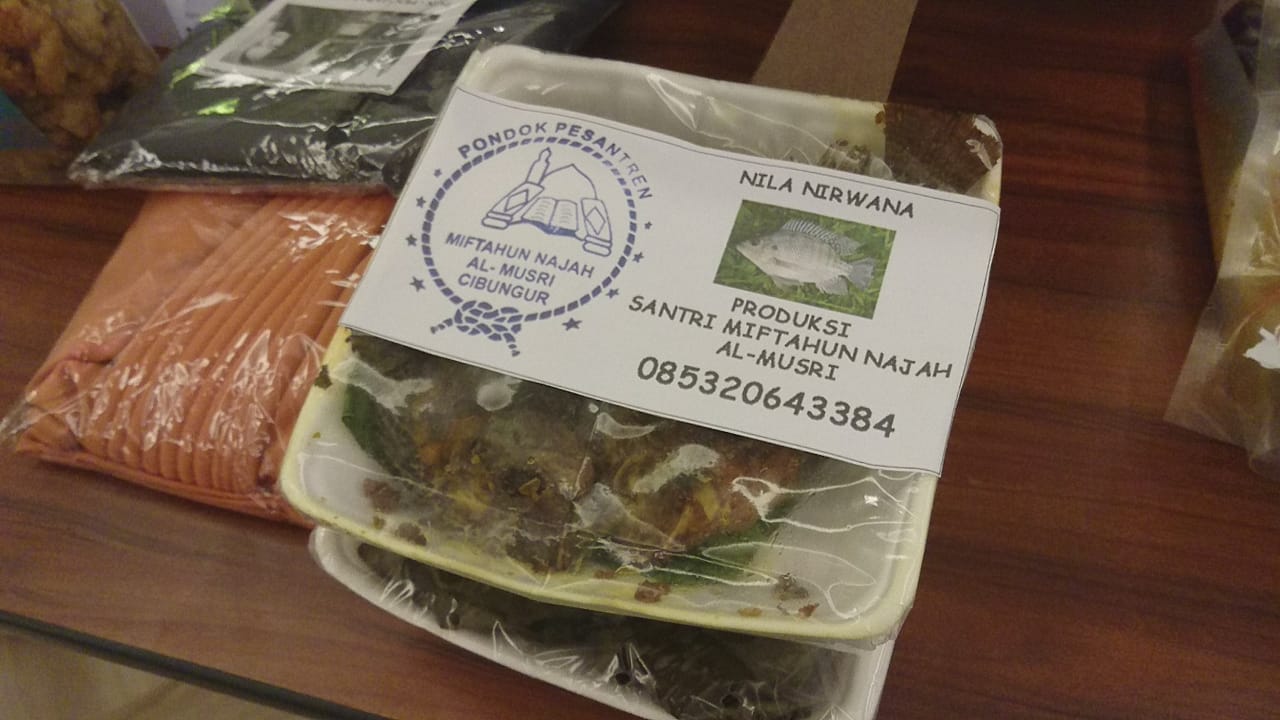 PONDOK PESANTREN
MIFTAHUN NAJAH
AL- MUSRI
CIBUNGUR
NILA NIRWANA
PRODUKSI
SANTRI MIFTAHUN NAJAH
AL-MUSRI
085320643384